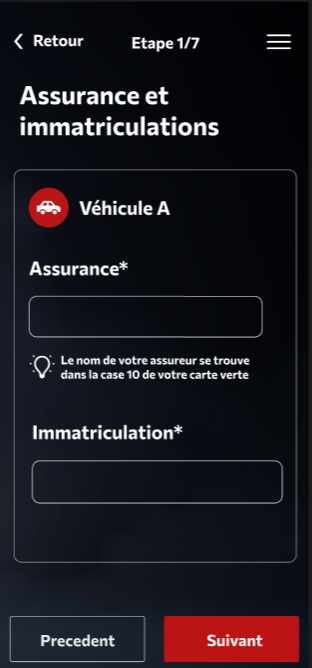 Retour
Etape 1/7
Assurance et
immatriculations
Véhicule A
Assurance*
Le nom de votre assureur se trouve
dans la case 10 de votre carte verte
Immatriculation*
Precedent
Suivant